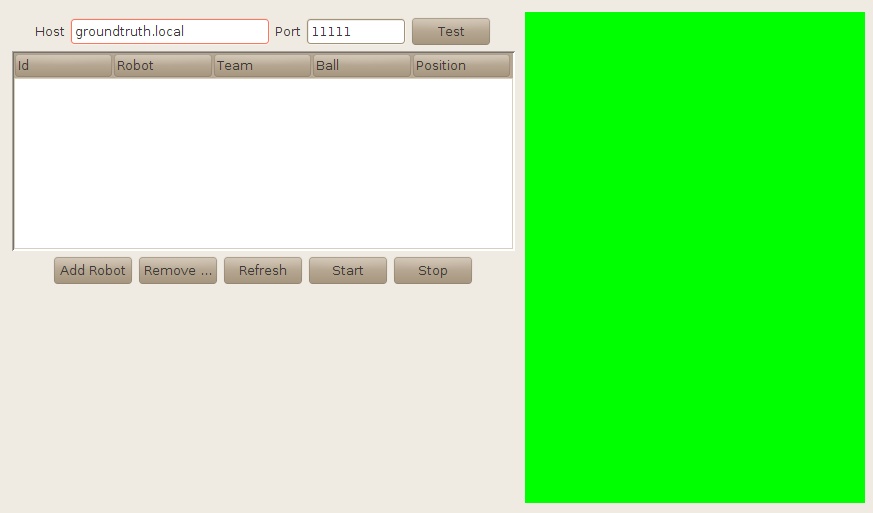 Host groundtruth.local Port 11111 Test
Id Robot Team Ball Position
Add Robot Remove ... Refresh Start Stop